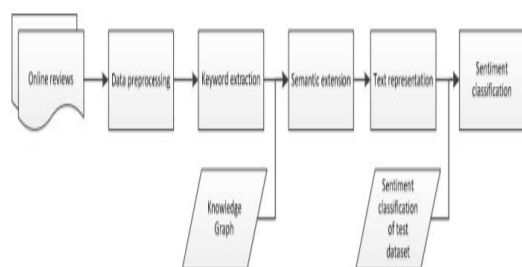 Online reviews
Data preprocessing
Keyword extraction
Semantic extension
Text representation
Sentiment
classification
Knowledge
Graph
Sentiment
classification
of test
dataset